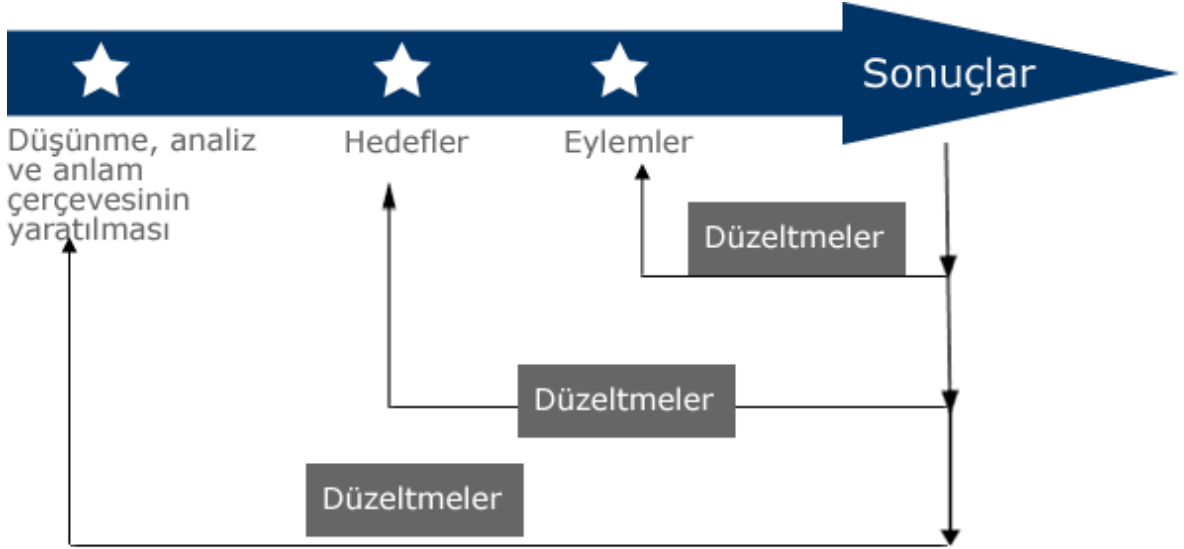 Sonuçlar
Düşünme, analiz
ve anlam
çerçevesinin
yaratılması
Hedefler
Eylemler
Düzeltmeler
Düzeltmeler
Düzeltmeler